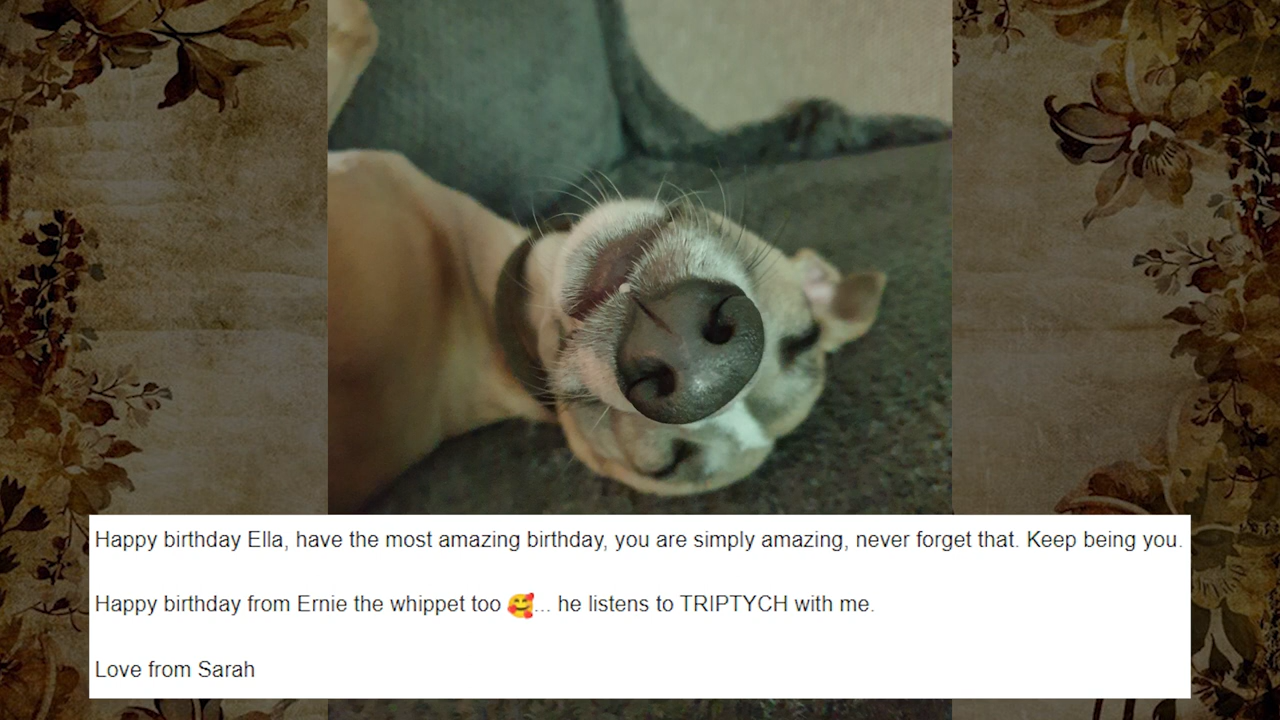 Happy birthday Ella, have the most amazing birthday, you are simply amazing, never forget that. Keep being you.
Happy birthday from Ernie the whippet too 🥰... he listens to TRIPTYCH with me.
Love from Sarah